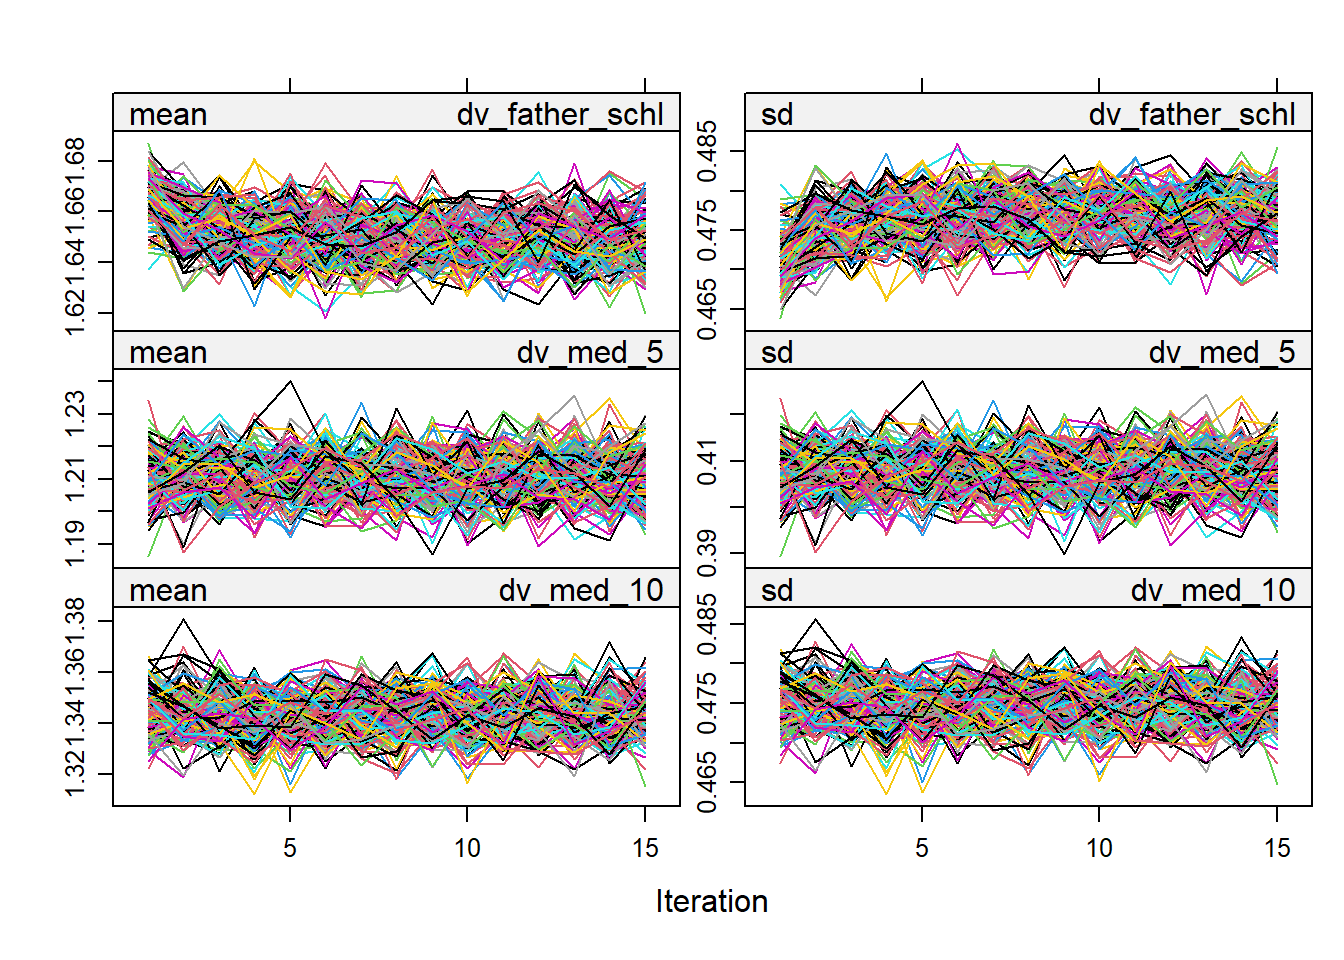 mean dv_father_schl
sd dv_father_schl
1.62 1.64 1.66 1.68
0.465 0.475 0.485
mean dv_med_5
sd dv_med_5
1.19 1.21 1.23
0.39 0.41
mean dv_med_10
sd dv_med_10
1.32 1.34 1.36 1.38
0.465 0.475 0.485
5 10 15
5 10 15
Iteration